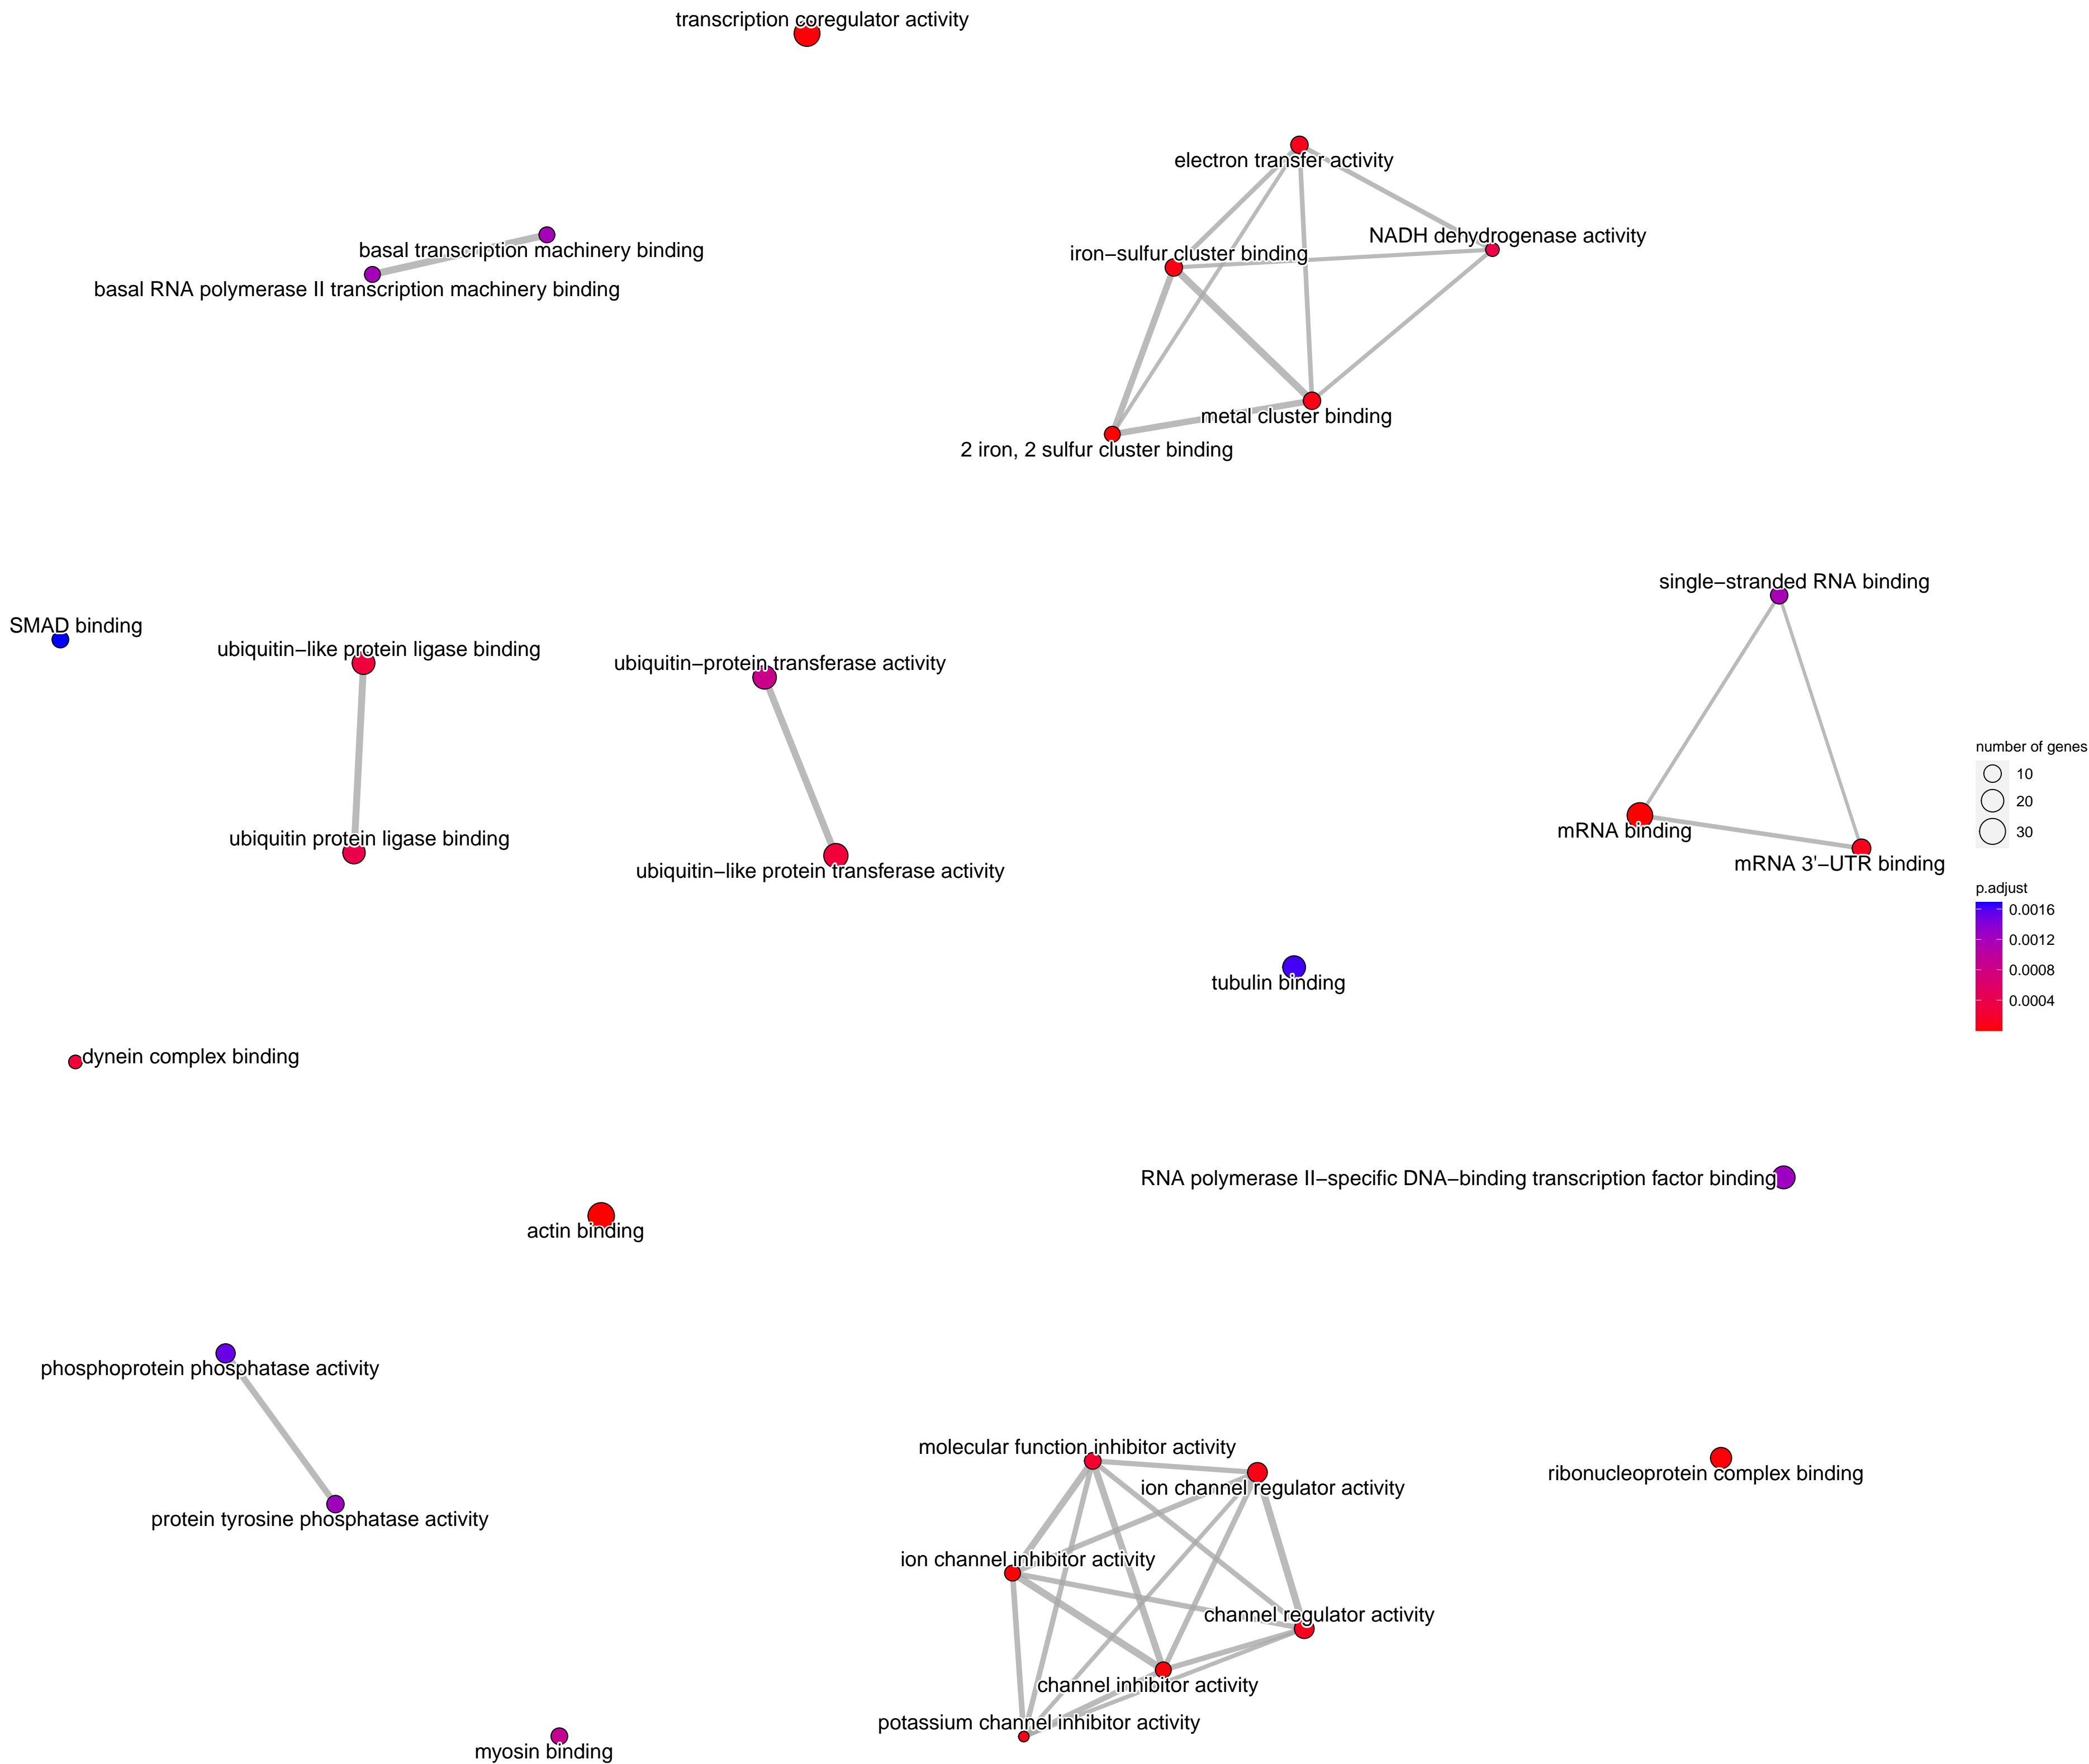 transcription coregulator activity
electron transfer activity
NADH dehydrogenase activity
basal transcription machinery binding
iron−sulfur cluster binding
basal RNA polymerase II transcription machinery binding
metal cluster binding
2 iron, 2 sulfur cluster binding
single−stranded RNA binding
SMAD binding
ubiquitin−like protein ligase binding
ubiquitin−protein transferase activity
number of genes
10
20
30
mRNA binding
ubiquitin protein ligase binding
mRNA 3'−UTR binding
ubiquitin−like protein transferase activity
p.adjust
0.0016
0.0012
0.0008
0.0004
tubulin binding
dynein complex binding
RNA polymerase II−specific DNA−binding transcription factor binding
actin binding
phosphoprotein phosphatase activity
molecular function inhibitor activity
ribonucleoprotein complex binding
ion channel regulator activity
protein tyrosine phosphatase activity
ion channel inhibitor activity
channel regulator activity
channel inhibitor activity
potassium channel inhibitor activity
myosin binding